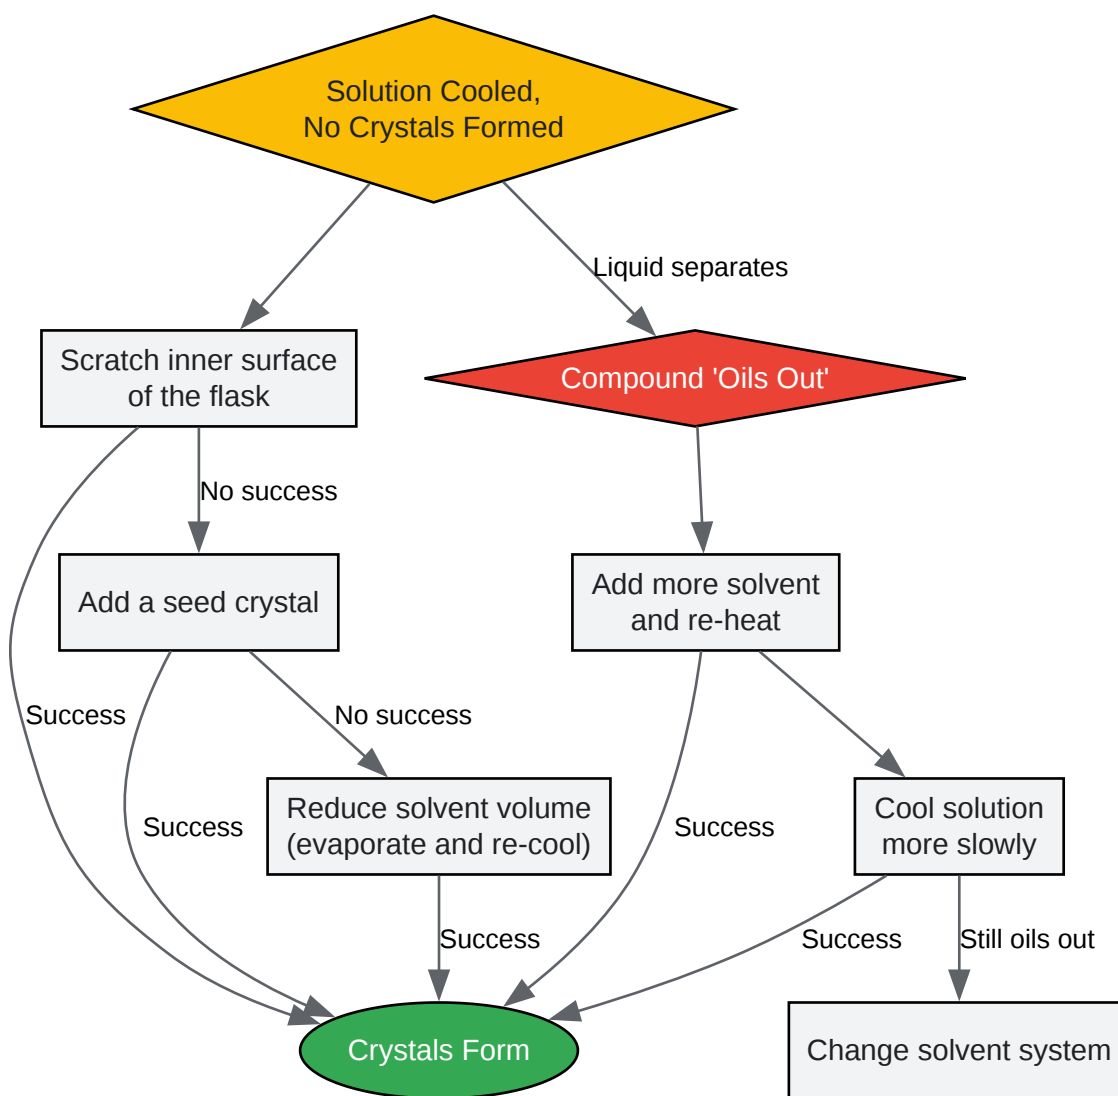 Solution Cooled,
No Crystals Formed
Liquid separates
Scratch inner surface
of the flask
Compound 'Oils Out'
No success
Add a seed crystal
Add more solvent
and re-heat
Success
No success
Reduce solvent volume
(evaporate and re-cool)
Success
Success
Cool solution
more slowly
Success
Success
Still oils out
Crystals Form
Change solvent system